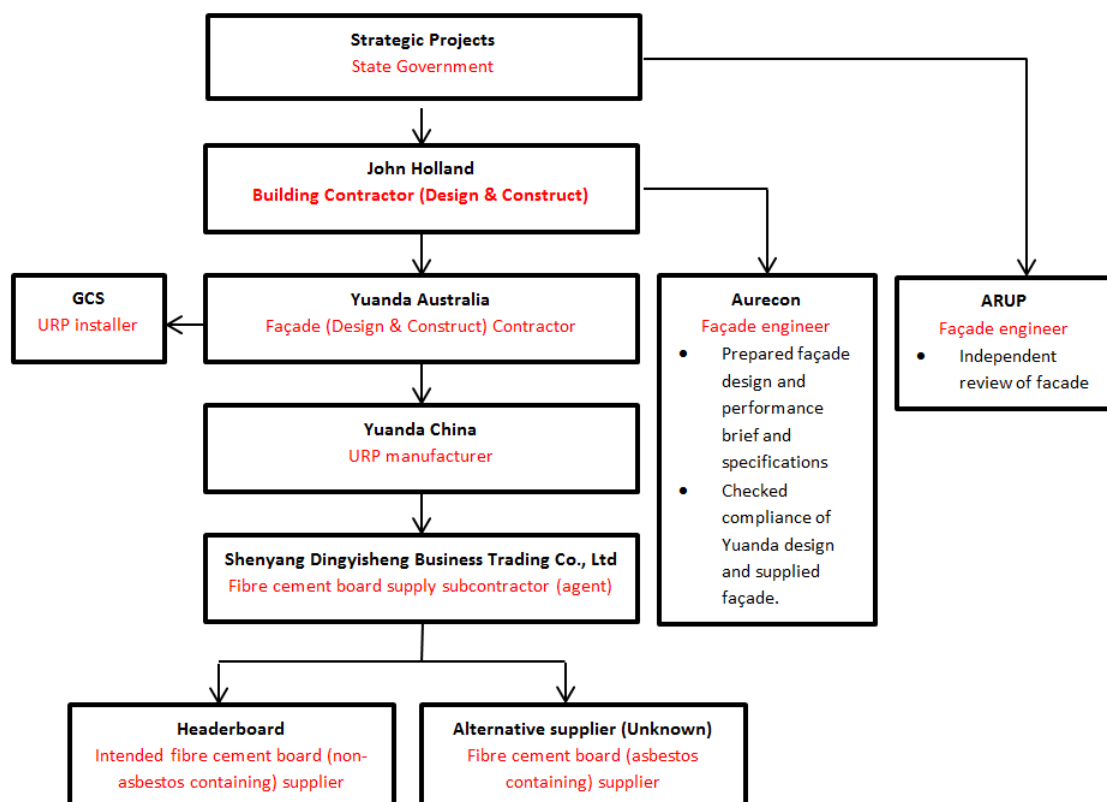 Strategic Projects
State Government
John Holland
Building Contractor (Design & Construct)
GCS
URP installer
Yuanda Australia
Façade (Design & Construct) Contractor
Aurecon
Façade engineer
• Prepared façade
design and
performance
brief and
specifications
• Checked
compliance of
Yuanda design
and supplied
façade.
ARUP
Façade engineer
• Independent
review of facade
Yuanda China
URP manufacturer
Shenyang Dingyisheng Business Trading Co., Ltd
Fibre cement board supply subcontractor (agent)
Headerboard
Intended fibre cement board (non-
asbestos containing) supplier
Alternative supplier (Unknown)
Fibre cement board (asbestos
containing) supplier